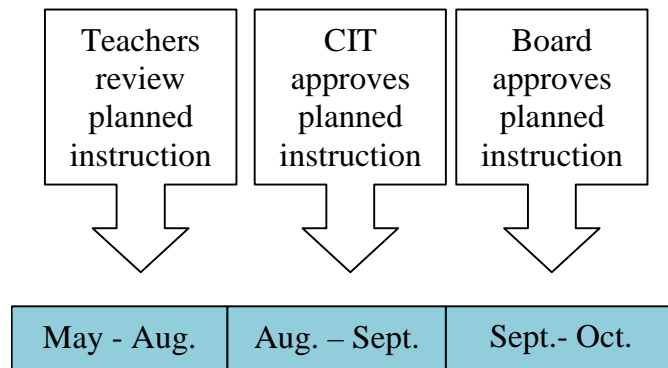 Teachers
review
planned
instruction
CIT
approves
planned
instruction
Board
approves
planned
instruction
May - Aug.
Aug. – Sept.
Sept.- Oct.